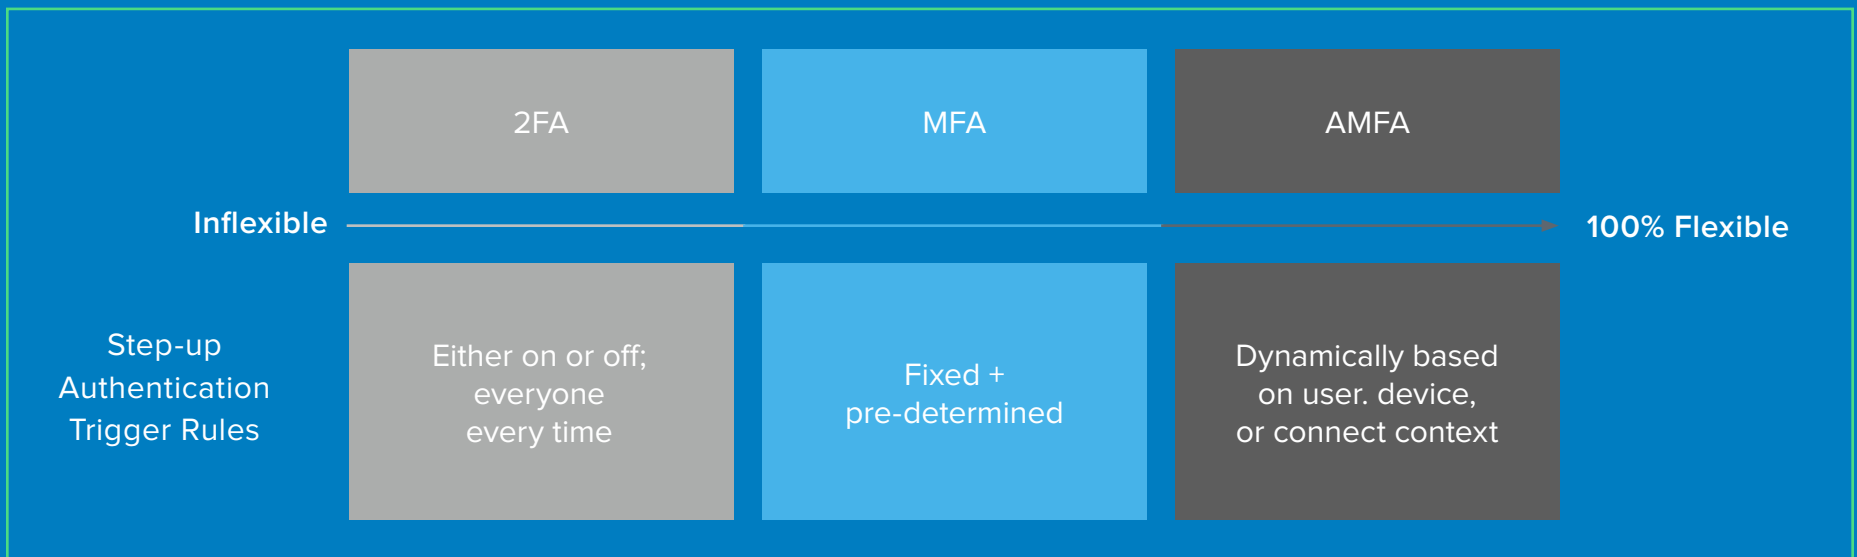 2FA
MFA
AMFA
Inflexible
100% Flexible
Step-up
Authentication
Trigger Rules
Either on or off;
everyone
every time
Fixed +
pre-determined
Dynamically based
on user. device,
or connect context